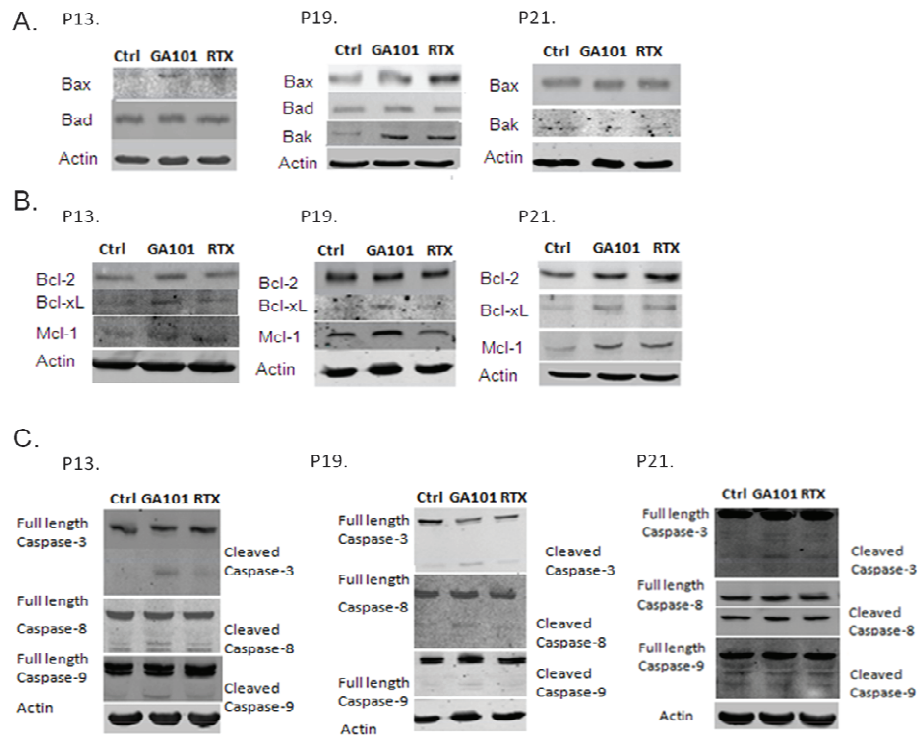 A.
P13.
P19.
P21.
Ctrl GA101 RTX
Bax
Bad
Actin
Ctrl GA101 RTX
Bax
Bad
Bak
Actin
Ctrl GA101 RTX
Bax
Bak
Actin
B.
P13.
P19.
P21.
Ctrl GA101 RTX
Bcl-2
Bcl-xL
Mcl-1
Actin
Ctrl GA101 RTX
Bcl-2
Bcl-xL
Mcl-1
Actin
Ctrl GA101 RTX
Bcl-2
Bcl-xL
Mcl-1
Actin
C.
P13.
P19.
P21.
Ctrl GA101 RTX
Full length
Caspase-3
Cleaved
Caspase-3
Full length
Caspase-8
Cleaved
Caspase-8
Full length
Caspase-9
Cleaved
Caspase-9
Actin
Ctrl GA101 RTX
Full length
Caspase-3
Cleaved
Caspase-3
Full length
Caspase-8
Cleaved
Caspase-8
Full length
Caspase-9
Cleaved
Caspase-9
Actin
Ctrl GA101 RTX
Full length
Caspase-3
Cleaved
Caspase-3
Full length
Caspase-8
Cleaved
Caspase-8
Full length
Caspase-9
Cleaved
Caspase-9
Actin